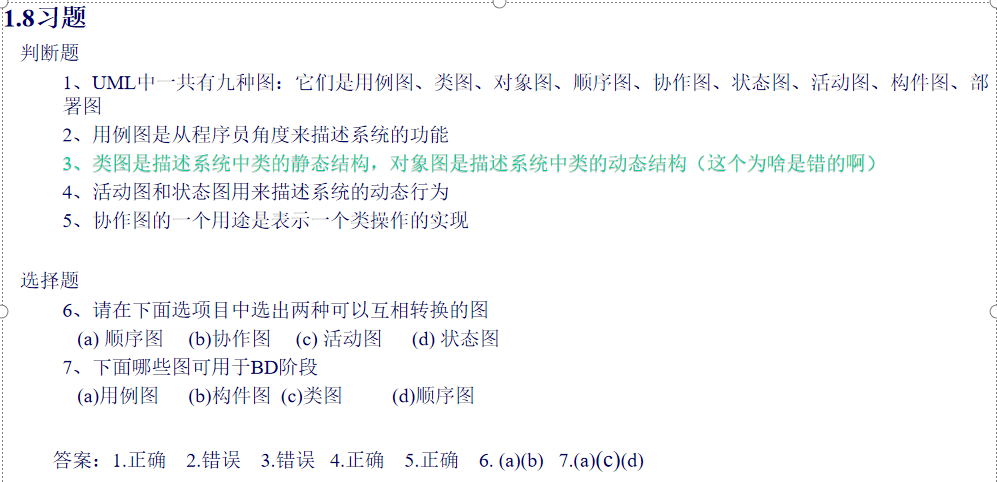 1.8习题
判断题
1、UML中一共有九种图：它们是用例图、类图、对象图、顺序图、协作图、状态图、活动图、构件图、部
署图
2、用例图是从程序员角度来描述系统的功能
3、类图是描述系统中类的静态结构，对象图是描述系统中类的动态结构（这个为啥是错的啊）
4、活动图和状态图用来描述系统的动态行为
5、协作图的一个用途是表示一个类操作的实现
选择题
6、请在下面选项目中选出两种可以互相转换的图
(a) 顺序图 (b)协作图 (c) 活动图 (d) 状态图
7、下面哪些图可用于BD阶段
(a)用例图 (b)构件图 (c)类图 (d)顺序图
答案：1.正确 2.错误 3.错误 4.正确 5.正确 6. (a)(b) 7.(a)(c)(d)